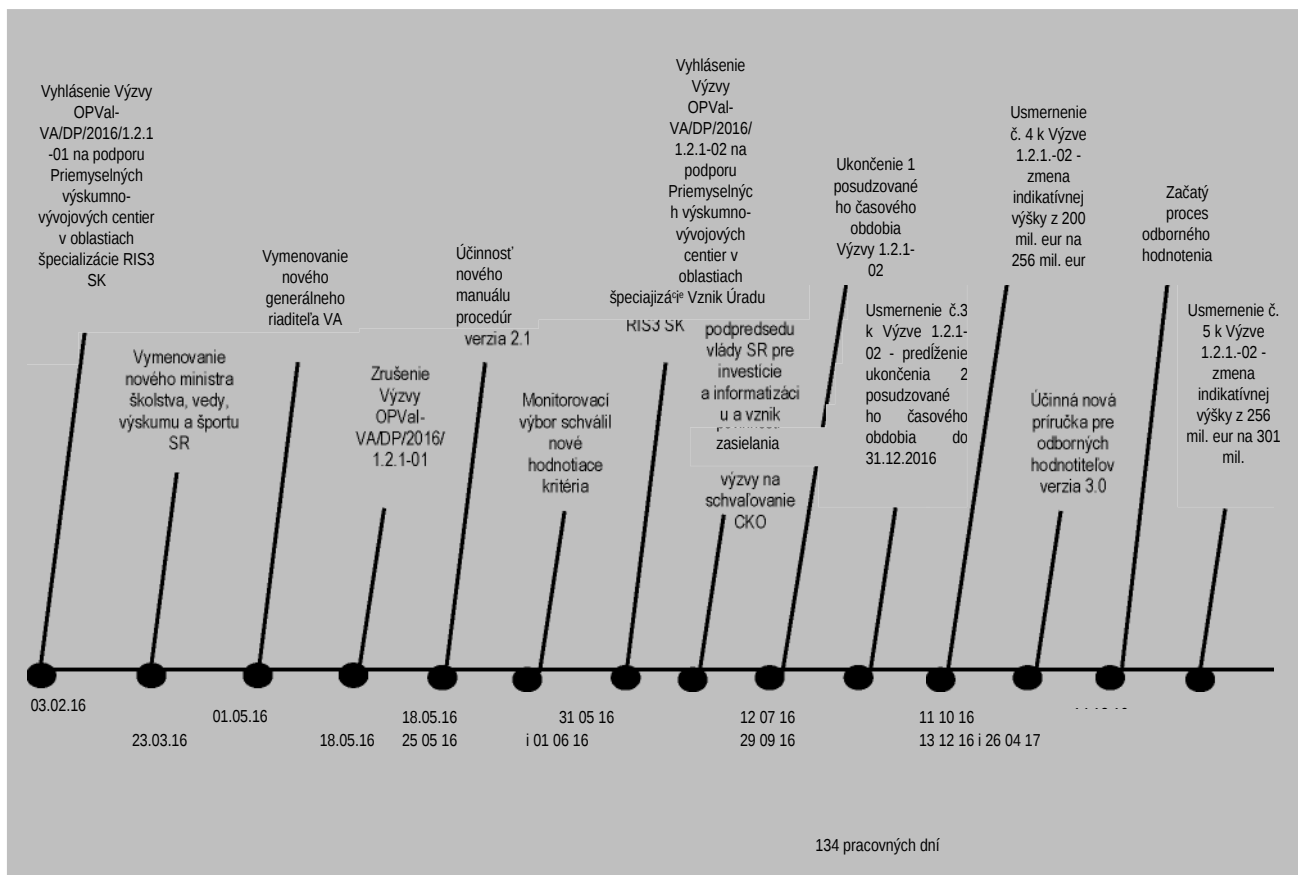 Vyhlásenie Výzvy
OPVal-
VA/DP/2016/1.2.1
-01 na podporu
Priemyselných
výskumno-
vývojových centier
v oblastiach
špecializácie RIS3
SK
Vymenovanie
nového ministra
školstva, vedy,
výskumu a športu
SR
Vymenovanie
nového
generálneho
riaditeľa VA
Zrušenie
Výzvy
OPVal-
VA/DP/2016/
1.2.1-01
Účinnosť
nového
manuálu
procedúr
verzia 2.1
Monitorovací
výbor schválil
nové
hodnotiace
kritéria
Vyhlásenie
Výzvy
OPVal-
VA/DP/2016/
1.2.1-02 na
podporu
Priemyselnýc
h výskumno-
vývojových
centier v
oblastiach
špeciajizácie Vznik Úradu
RIS3 SK
podpredsedu
vlády SR pre
investície
a informatizáci
u a vznik
zasielania
výzvy na
schvaľovanie
CKO
Ukončenie 1
posudzované
ho časového
obdobia
Výzvy 1.2.1-
02
Usmernenie č.3
k Výzve 1.2.1-
02 - predĺženie
ukončenia 2
posudzované
ho časového
obdobia do
31.12.2016
Usmernenie
č. 4 k Výzve
1.2.1.-02 -
zmena
indikatívnej
výšky z 200
mil. eur na
256 mil. eur
Účinná nová
príručka pre
odborných
hodnotiteľov
verzia 3.0
Začatý
proces
odborného
hodnotenia
Usmernenie č.
5 k Výzve
1.2.1.-02 -
zmena
indikatívnej
výšky z 256
mil. eur na 301
mil.
03.02.16
01.05.16
18.05.16
31 05 16
12 07 16
11 10 16
23.03.16
18.05.16
25 05 16
i 01 06 16
29 09 16
13 12 16 i 26 04 17
134 pracovných dní